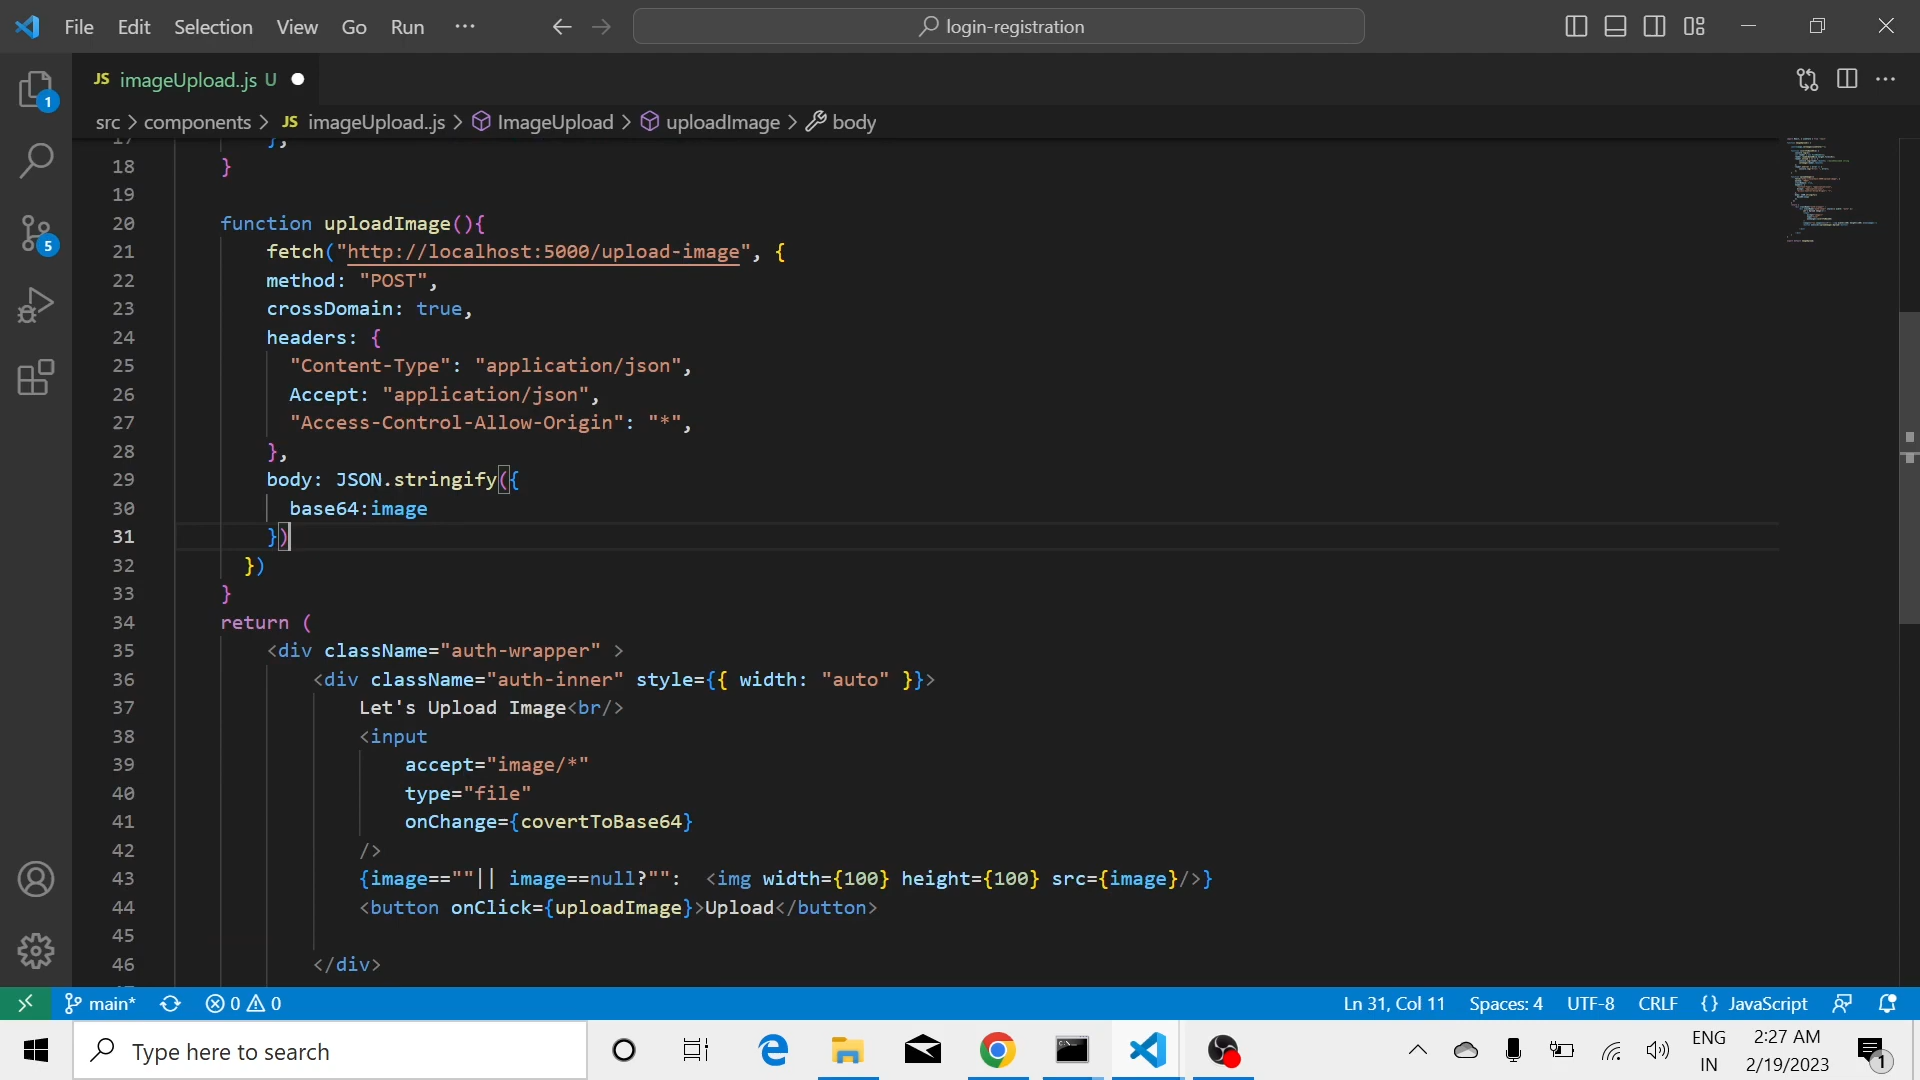 File Edit Selection View Go Run ···
login-registration
JS imageUpload..js U
src > components > JS imageUpload..js > ImageUpload > uploadImage > body
17 };
18 }
19
20 function uploadImage(){
21 fetch("http://localhost:5000/upload-image", {
22 method: "POST",
23 crossDomain: true,
24 headers: {
25 "Content-Type": "application/json",
26 Accept: "application/json",
27 "Access-Control-Allow-Origin": "*",
28 },
29 body: JSON.stringify({
30 base64:image
31 })
32 })
33 }
34 return (
35 <div className="auth-wrapper" >
36 <div className="auth-inner" style={{ width: "auto" }}>
37 Let's Upload Image<br/>
38 <input
39 accept="image/*"
40 type="file"
41 onChange={covertToBase64}
42 />
43 {image==""|| image==null?"":  <img width={100} height={100} src={image}/>}
44 <button onClick={uploadImage}>Upload</button>
45
46 </div>
1
5
main* 0 0
Ln 31, Col 11 Spaces: 4 UTF-8 CRLF {} JavaScript
Type here to search
ENG
IN
2:27 AM
2/19/2023
1